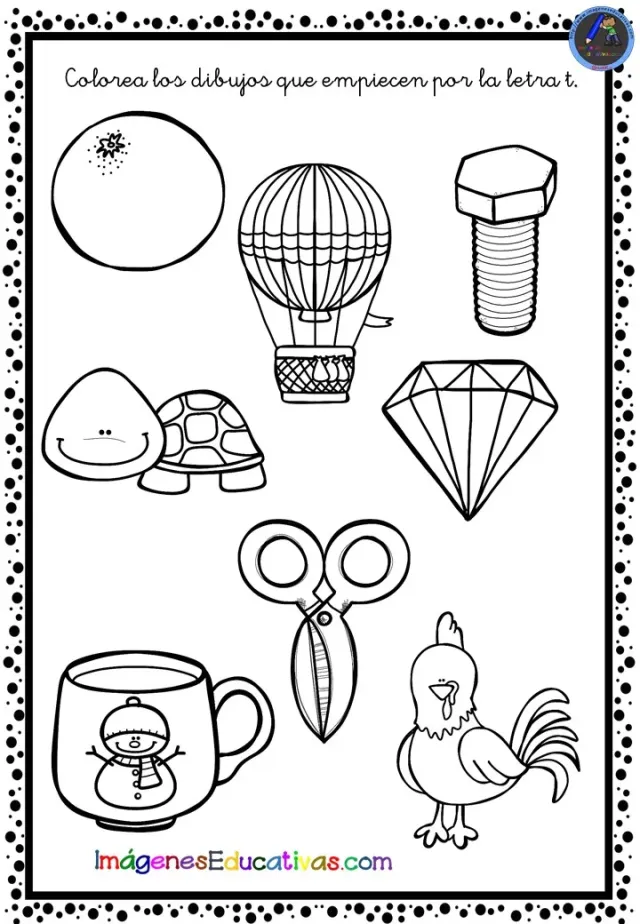 Colorea los dibujos que empiecen por la letra t.
ImágenesEducativas.com